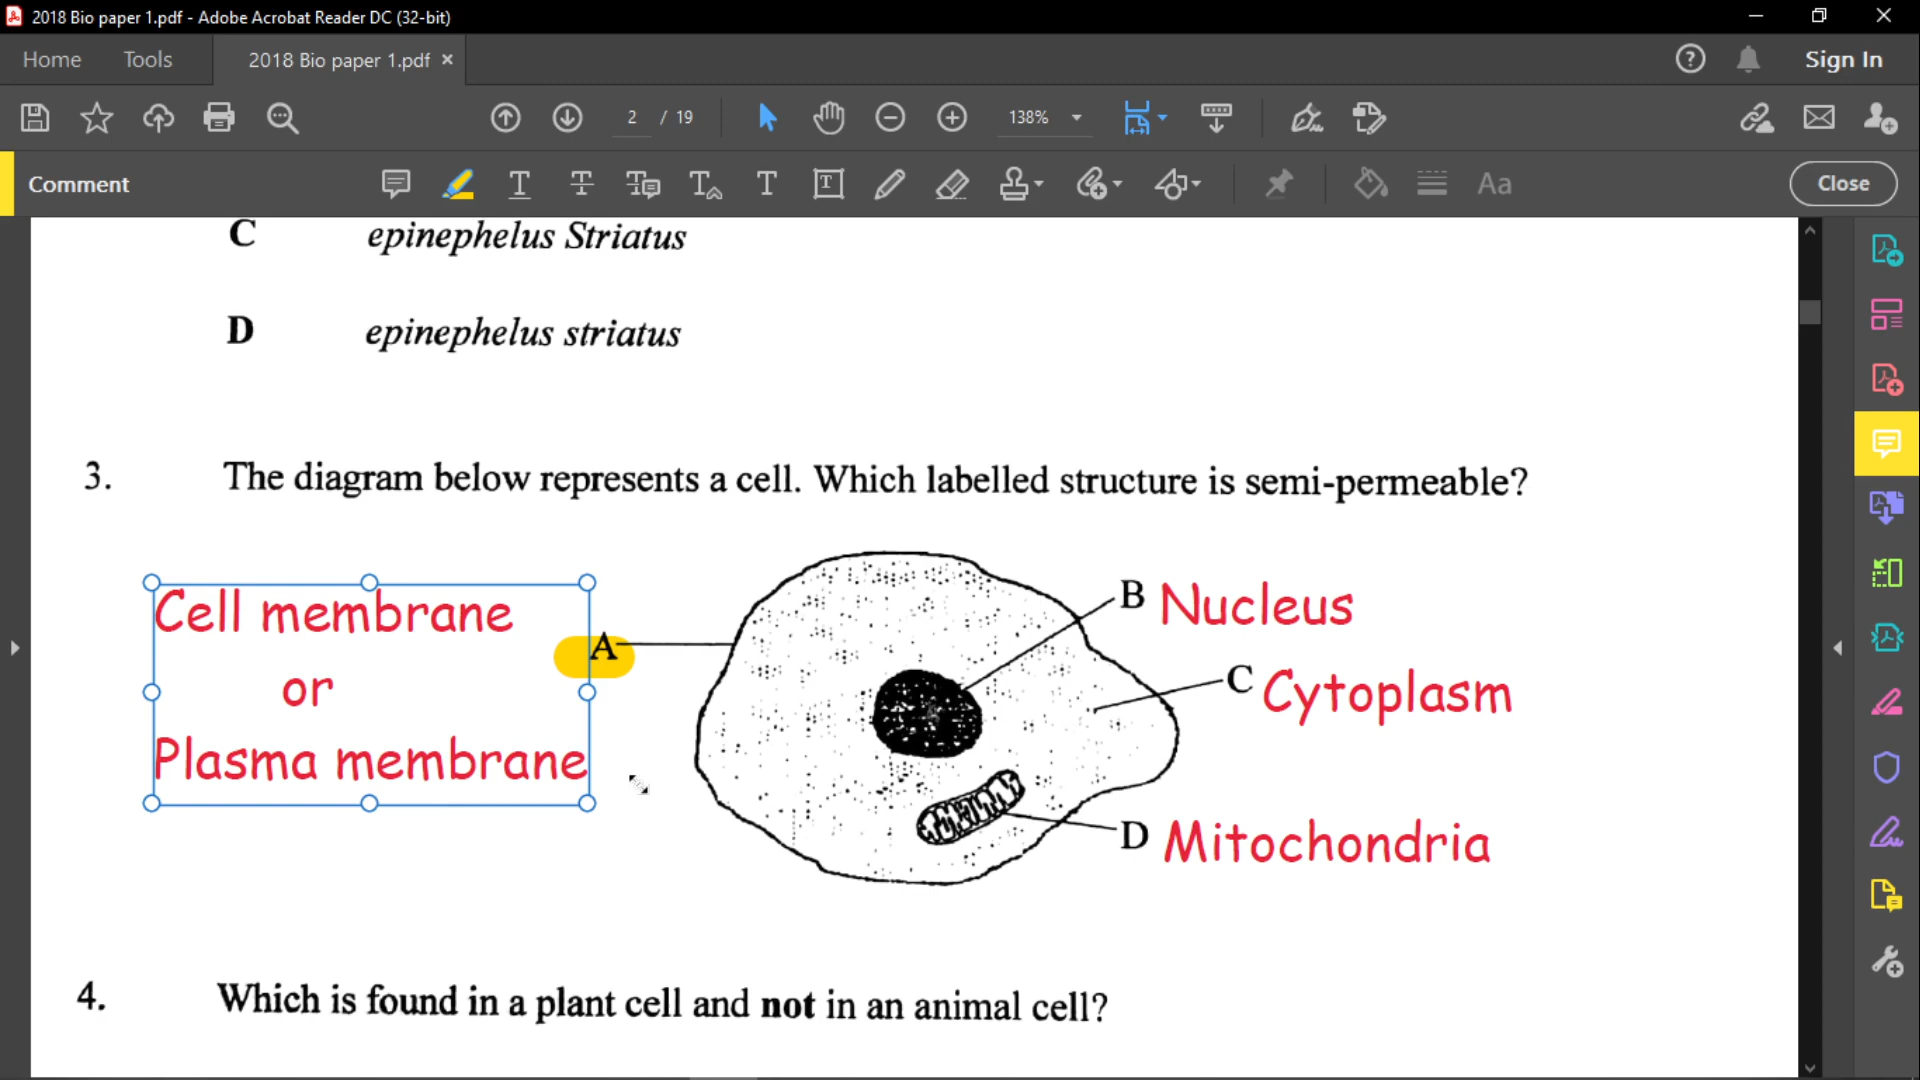 2018 Bio paper 1.pdf - Adobe Acrobat Reader DC (32-bit)
Home Tools 2018 Bio paper 1.pdf × Sign In
2 / 19 138%
Comment Aa Close
C epinephelus Striatus
D epinephelus striatus
3. The diagram below represents a cell. Which labelled structure is semi-permeable?
Cell membrane
or
Plasma membrane
A
B Nucleus
C Cytoplasm
D Mitochondria
4. Which is found in a plant cell and not in an animal cell?